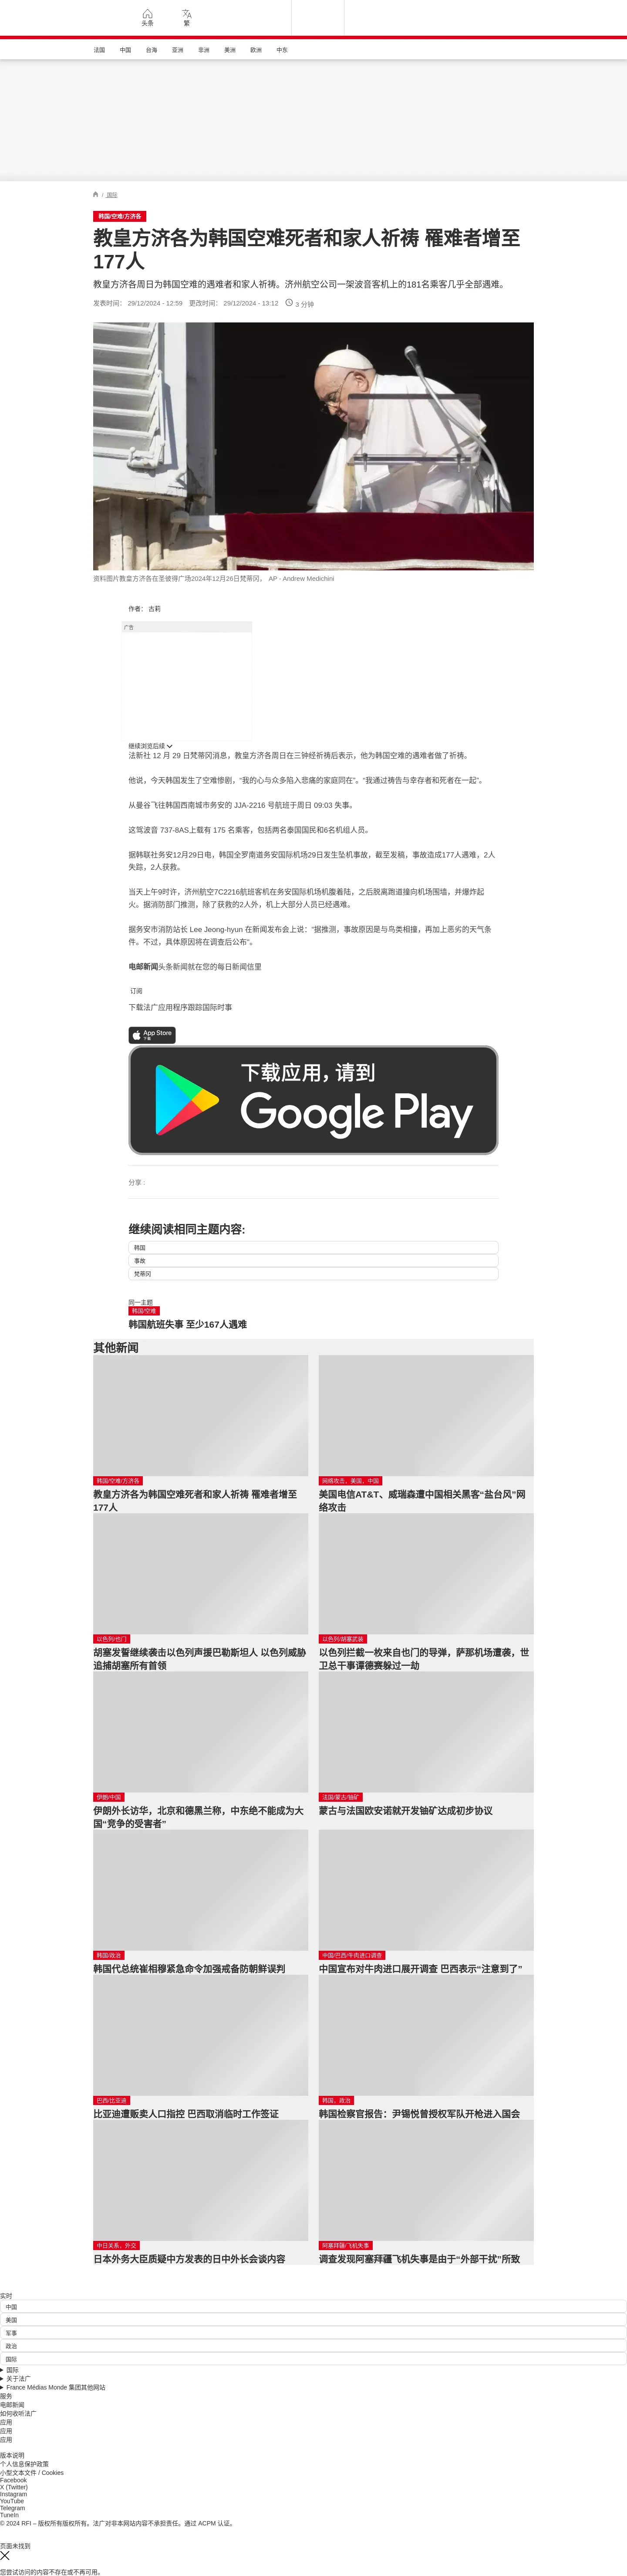 头条
繁
法国
中国
台海
亚洲
非洲
美洲
欧洲
中东
/ 国际
韩国/空难/方济各
教皇方济各为韩国空难死者和家人祈祷 罹难者增至
177人
教皇方济各周日为韩国空难的遇难者和家人祈祷。济州航空公司一架波音客机上的181名乘客几乎全部遇难。
发表时间： 29/12/2024 - 12:59 更改时间： 29/12/2024 - 13:12 3 分钟
资料图片教皇方济各在圣彼得广场2024年12月26日梵蒂冈， AP - Andrew Medichini
作者： 古莉
广告
继续浏览后续
法新社 12 月 29 日梵蒂冈消息，教皇方济各周日在三钟经祈祷后表示，他为韩国空难的遇难者做了祈祷。
他说，今天韩国发生了空难惨剧，“我的心与众多陷入悲痛的家庭同在”。“我通过祷告与幸存者和死者在一起”。
从曼谷飞往韩国西南城市务安的 JJA-2216 号航班于周日 09:03 失事。
这驾波音 737-8AS上载有 175 名乘客，包括两名泰国国民和6名机组人员。
据韩联社务安12月29日电，韩国全罗南道务安国际机场29日发生坠机事故，截至发稿，事故造成177人遇难，2人
失踪，2人获救。
当天上午9时许，济州航空7C2216航班客机在务安国际机场机腹着陆，之后脱离跑道撞向机场围墙，并爆炸起
火。据消防部门推测，除了获救的2人外，机上大部分人员已经遇难。
据务安市消防站长 Lee Jeong-hyun 在新闻发布会上说：“据推测，事故原因是与鸟类相撞，再加上恶劣的天气条
件。不过，具体原因将在调查后公布”。
电邮新闻头条新闻就在您的每日新闻信里
订阅
下载法广应用程序跟踪国际时事
App Store
下载
下载应用，请到
Google Play
分享 :
继续阅读相同主题内容:
韩国
事故
梵蒂冈
同一主题
韩国/空难
韩国航班失事 至少167人遇难
其他新闻
韩国/空难/方济各
教皇方济各为韩国空难死者和家人祈祷 罹难者增至
177人
网络攻击，美国，中国
美国电信AT&T、威瑞森遭中国相关黑客“盐台风”网
络攻击
以色列/也门
胡塞发誓继续袭击以色列声援巴勒斯坦人 以色列威胁
追捕胡塞所有首领
以色列/胡塞武装
以色列拦截一枚来自也门的导弹，萨那机场遭袭，世
卫总干事谭德赛躲过一劫
伊朗/中国
伊朗外长访华，北京和德黑兰称，中东绝不能成为大
国“竞争的受害者”
法国/蒙古/铀矿
蒙古与法国欧安诺就开发铀矿达成初步协议
韩国/政治
韩国代总统崔相穆紧急命令加强戒备防朝鲜误判
中国/巴西/牛肉进口调查
中国宣布对牛肉进口展开调查 巴西表示“注意到了”
巴西/比亚迪
比亚迪遭贩卖人口指控 巴西取消临时工作签证
韩国，政治
韩国检察官报告：尹锡悦曾授权军队开枪进入国会
中日关系，外交
日本外务大臣质疑中方发表的日中外长会谈内容
阿塞拜疆/飞机失事
调查发现阿塞拜疆飞机失事是由于“外部干扰”所致
实时
中国
美国
军事
政治
国际
国际
关于法广
France Médias Monde 集团其他网站
服务
电邮新闻
如何收听法广
应用
应用
应用
版本说明
个人信息保护政策
小型文本文件 / Cookies
Facebook
X (Twitter)
Instagram
YouTube
Telegram
TuneIn
© 2024 RFI – 版权所有版权所有。法广对非本网站内容不承担责任。通过 ACPM 认证。
页面未找到
您尝试访问的内容不存在或不再可用。